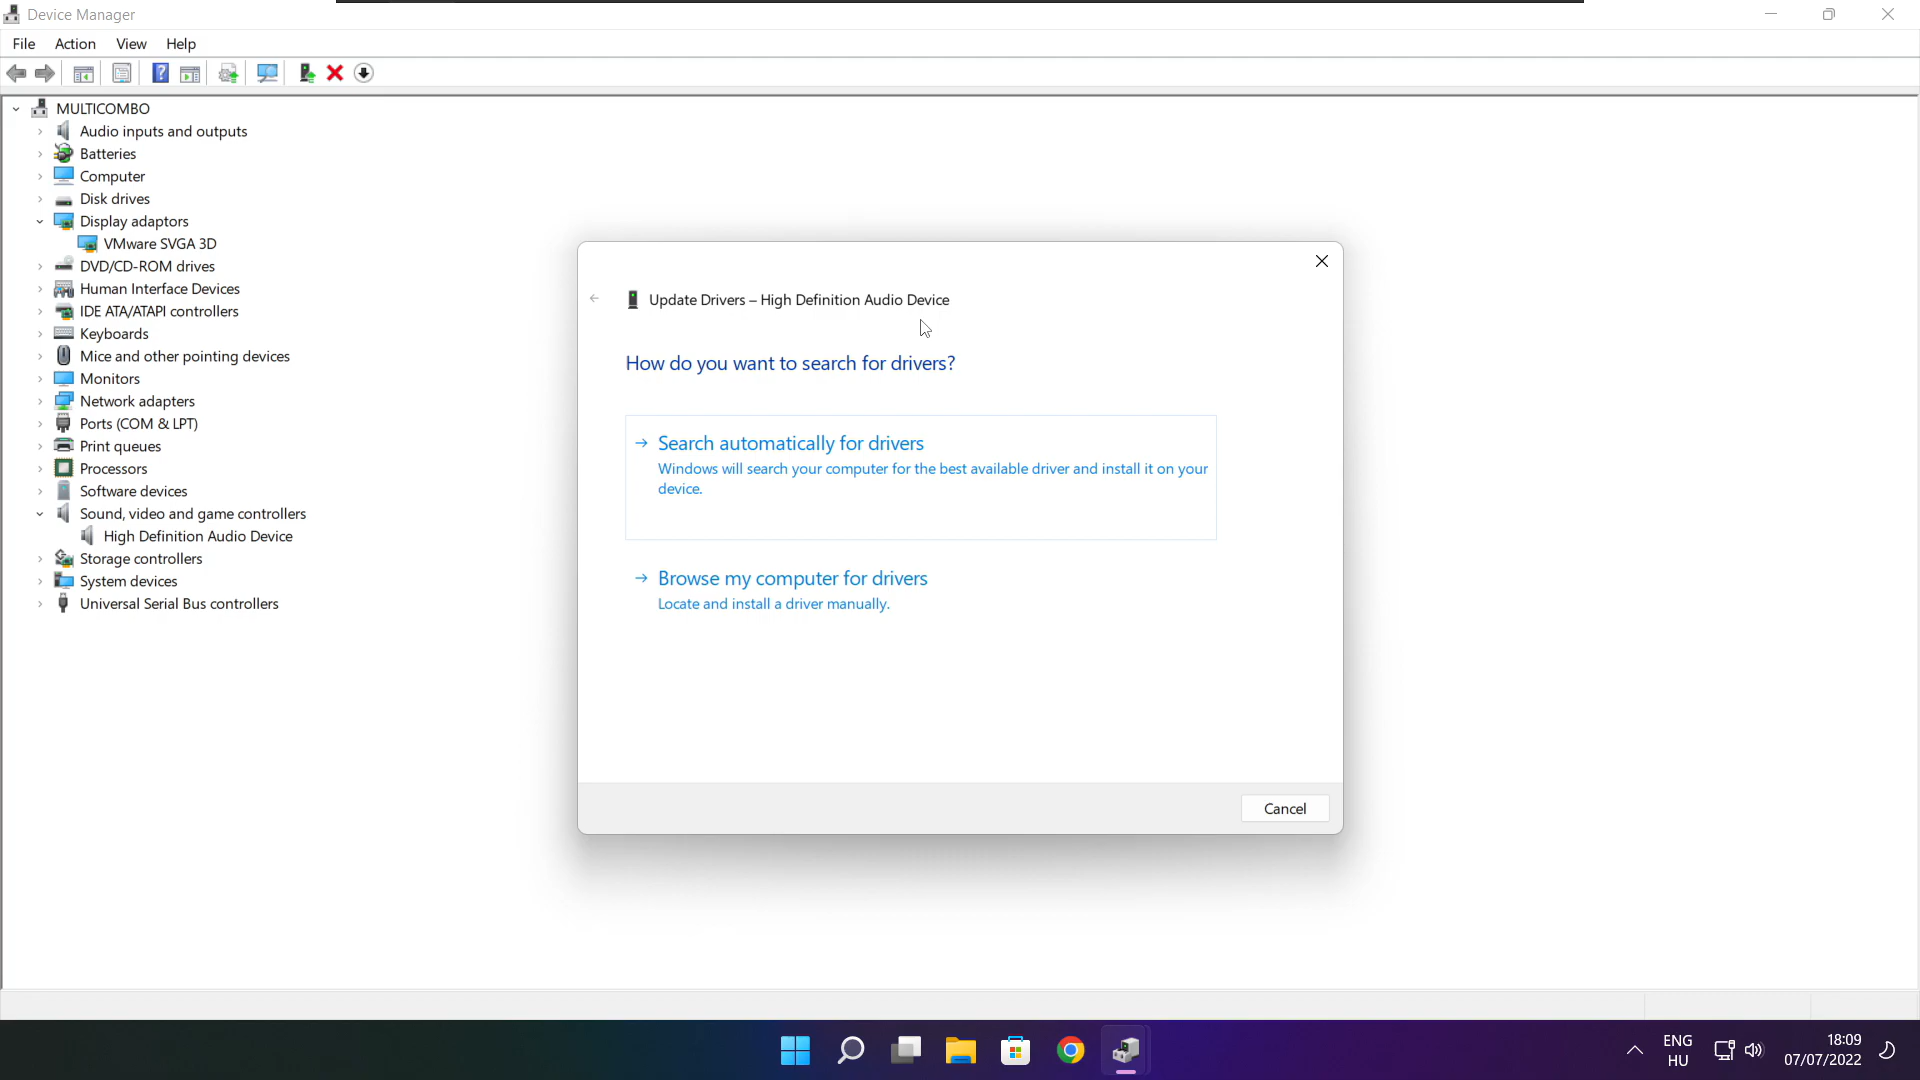 Device Manager
File Action View Help
MULTICOMBO
Audio inputs and outputs
Batteries
Computer
Disk drives
Display adaptors
VMware SVGA 3D
DVD/CD-ROM drives
Human Interface Devices
IDE ATA/ATAPI controllers
Keyboards
Mice and other pointing devices
Monitors
Network adapters
Ports (COM & LPT)
Print queues
Processors
Software devices
Sound, video and game controllers
High Definition Audio Device
Storage controllers
System devices
Universal Serial Bus controllers
Update Drivers – High Definition Audio Device
How do you want to search for drivers?
Search automatically for drivers
Windows will search your computer for the best available driver and install it on your
device.
Browse my computer for drivers
Locate and install a driver manually.
Cancel
ENG
HU
18:09
07/07/2022